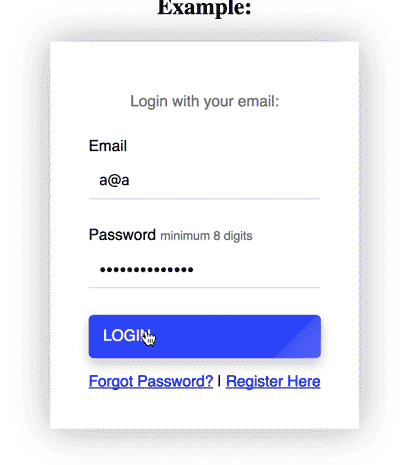 Example:
Login with your email:
Email
a@a
Password minimum 8 digits
••••••••••••••
LOGIN
Forgot Password? | Register Here